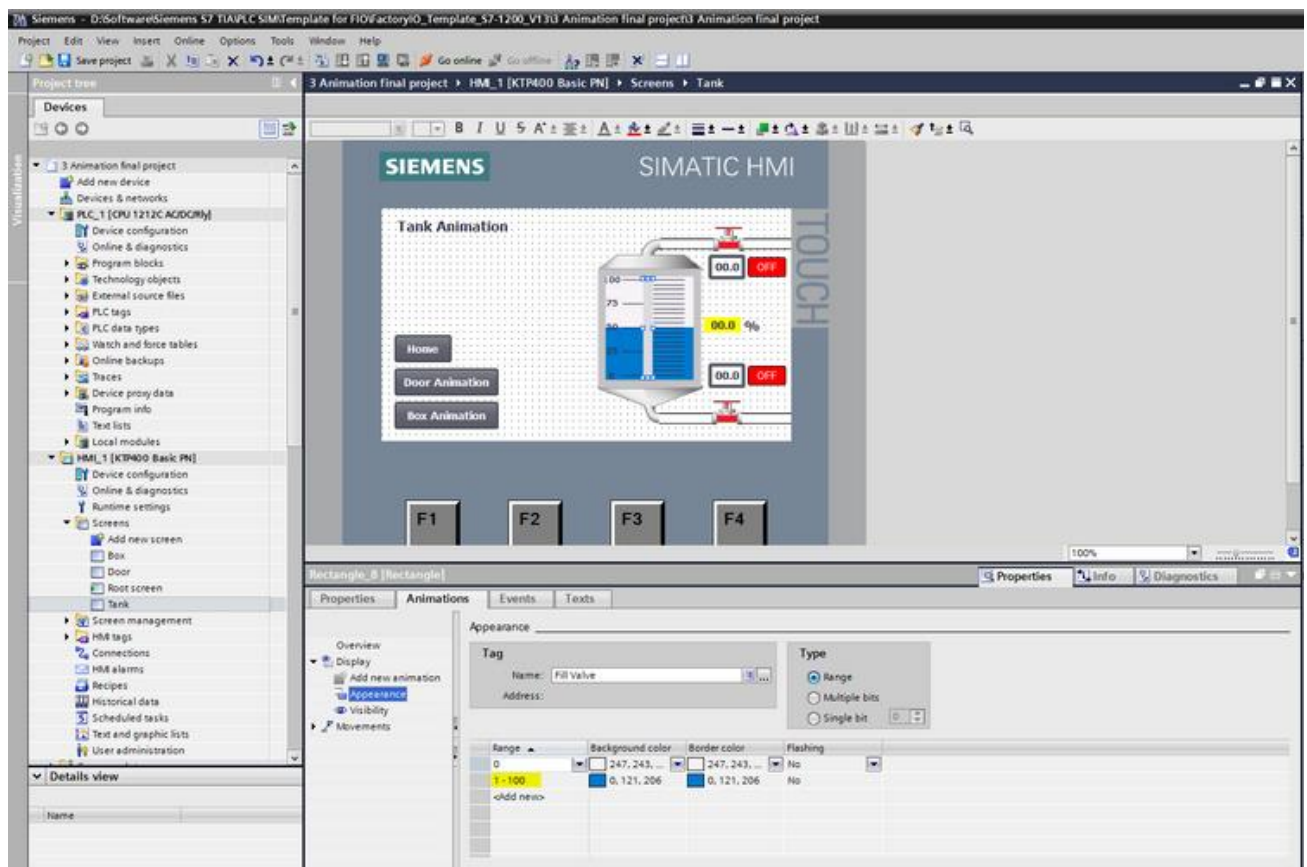 Siemens - D:\Software\Siemens S7 TIA\PLC SIM\Template for FIO\FactoryIO_Template_S7-1200_V13\3 Animation final project\3 Animation final project
Project Edit View Insert Online Options Tools Window Help
Save project Go online Go offline
Project tree
3 Animation final project HMI_1 [KTP400 Basic PN] Screens Tank
Devices
Visualization
3 Animation final project
Add new device
Devices & networks
PLC_1 [CPU 1212C AC/DC/Rly]
Device configuration
Online & diagnostics
Program blocks
Technology objects
External source files
PLC tags
PLC data types
Watch and force tables
Online backups
Traces
Device proxy data
Program info
Text lists
Local modules
HMI_1 [KTP400 Basic PN]
Device configuration
Online & diagnostics
Runtime settings
Screens
Add new screen
Box
Door
Root screen
Tank
Screen management
HMI tags
Connections
HMI alarms
Recipes
Historical data
Scheduled tasks
Text and graphic lists
User administration
Details view
Name
B I U S A
SIEMENS SIMATIC HMI
TOUCH
Tank Animation
00.0 OFF
100
75
50
25
0
00.0 %
00.0 OFF
Home
Door Animation
Box Animation
F1 F2 F3 F4
100%
Rectangle_8 [Rectangle]
Properties Info Diagnostics
Properties Animations Events Texts
Overview
Display
Add new animation
Appearance
Visibility
Movements
Appearance
Tag
Name: Fill Valve ...
Address:
Type
Range
Multiple bits
Single bit 0
Range Background color Border color Flashing
0 247, 243, ... 247, 243, ... No
1 - 100 0, 121, 206 0, 121, 206 No
<Add new>